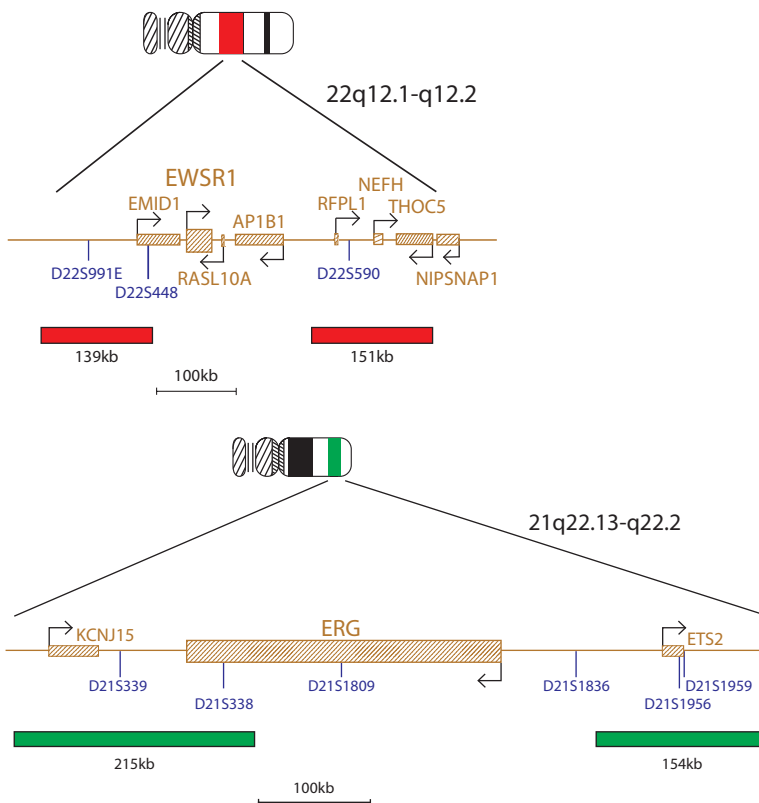 22q12.1-q12.2
EWSR1
EMID1
AP1B1
RFPL1
NEFH
THOC5
D22S991E
D22S448
RASL10A
D22S590
NIPSNAP1
139kb
151kb
100kb
21q22.13-q22.2
KCNJ15
ERG
ETS2
D21S339
D21S338
D21S1809
D21S1836
D21S1959
D21S1956
215kb
154kb
100kb